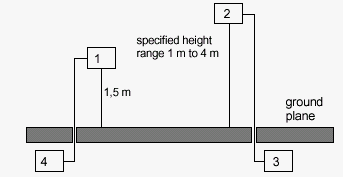 2
specified height
range 1 m to 4 m
1
1,5 m
ground
plane
4
3